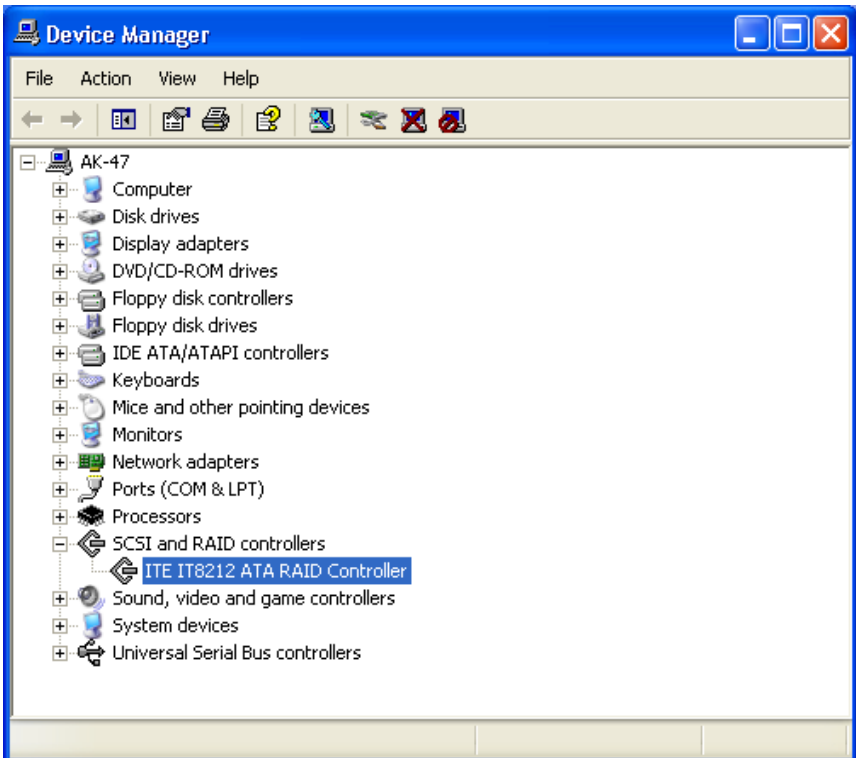 Device Manager
File Action View Help
AK-47
Computer
Disk drives
Display adapters
DVD/CD-ROM drives
Floppy disk controllers
Floppy disk drives
IDE ATA/ATAPI controllers
Keyboards
Mice and other pointing devices
Monitors
Network adapters
Ports (COM & LPT)
Processors
SCSI and RAID controllers
ITE IT8212 ATA RAID Controller
Sound, video and game controllers
System devices
Universal Serial Bus controllers